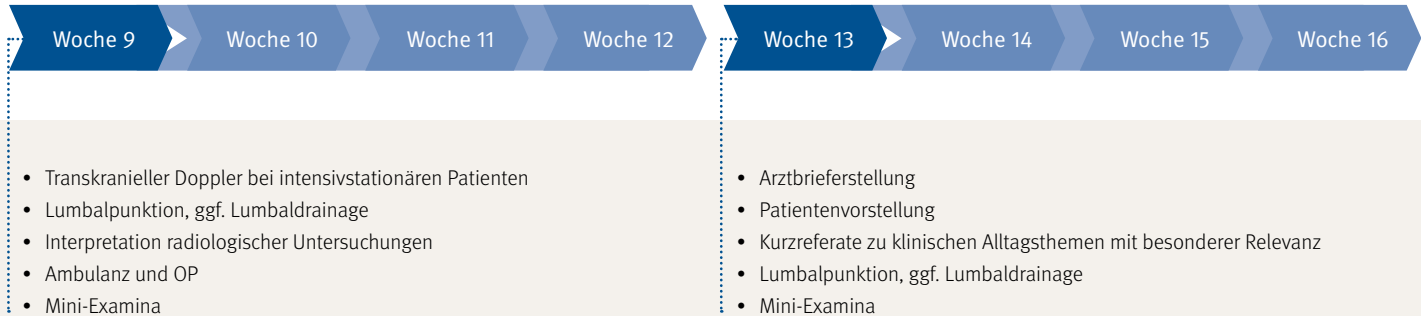 Woche 9
Woche 10
Woche 11
Woche 12
Woche 13
Woche 14
Woche 15
Woche 16
• Transkranieller Doppler bei intensivstationären Patienten
• Lumbalpunktion, ggf. Lumbaldrainage
• Interpretation radiologischer Untersuchungen
• Ambulanz und OP
• Mini-Examina
• Arztbrieferstellung
• Patientenvorstellung
• Kurzreferate zu klinischen Alltagsthemen mit besonderer Relevanz
• Lumbalpunktion, ggf. Lumbaldrainage
• Mini-Examina